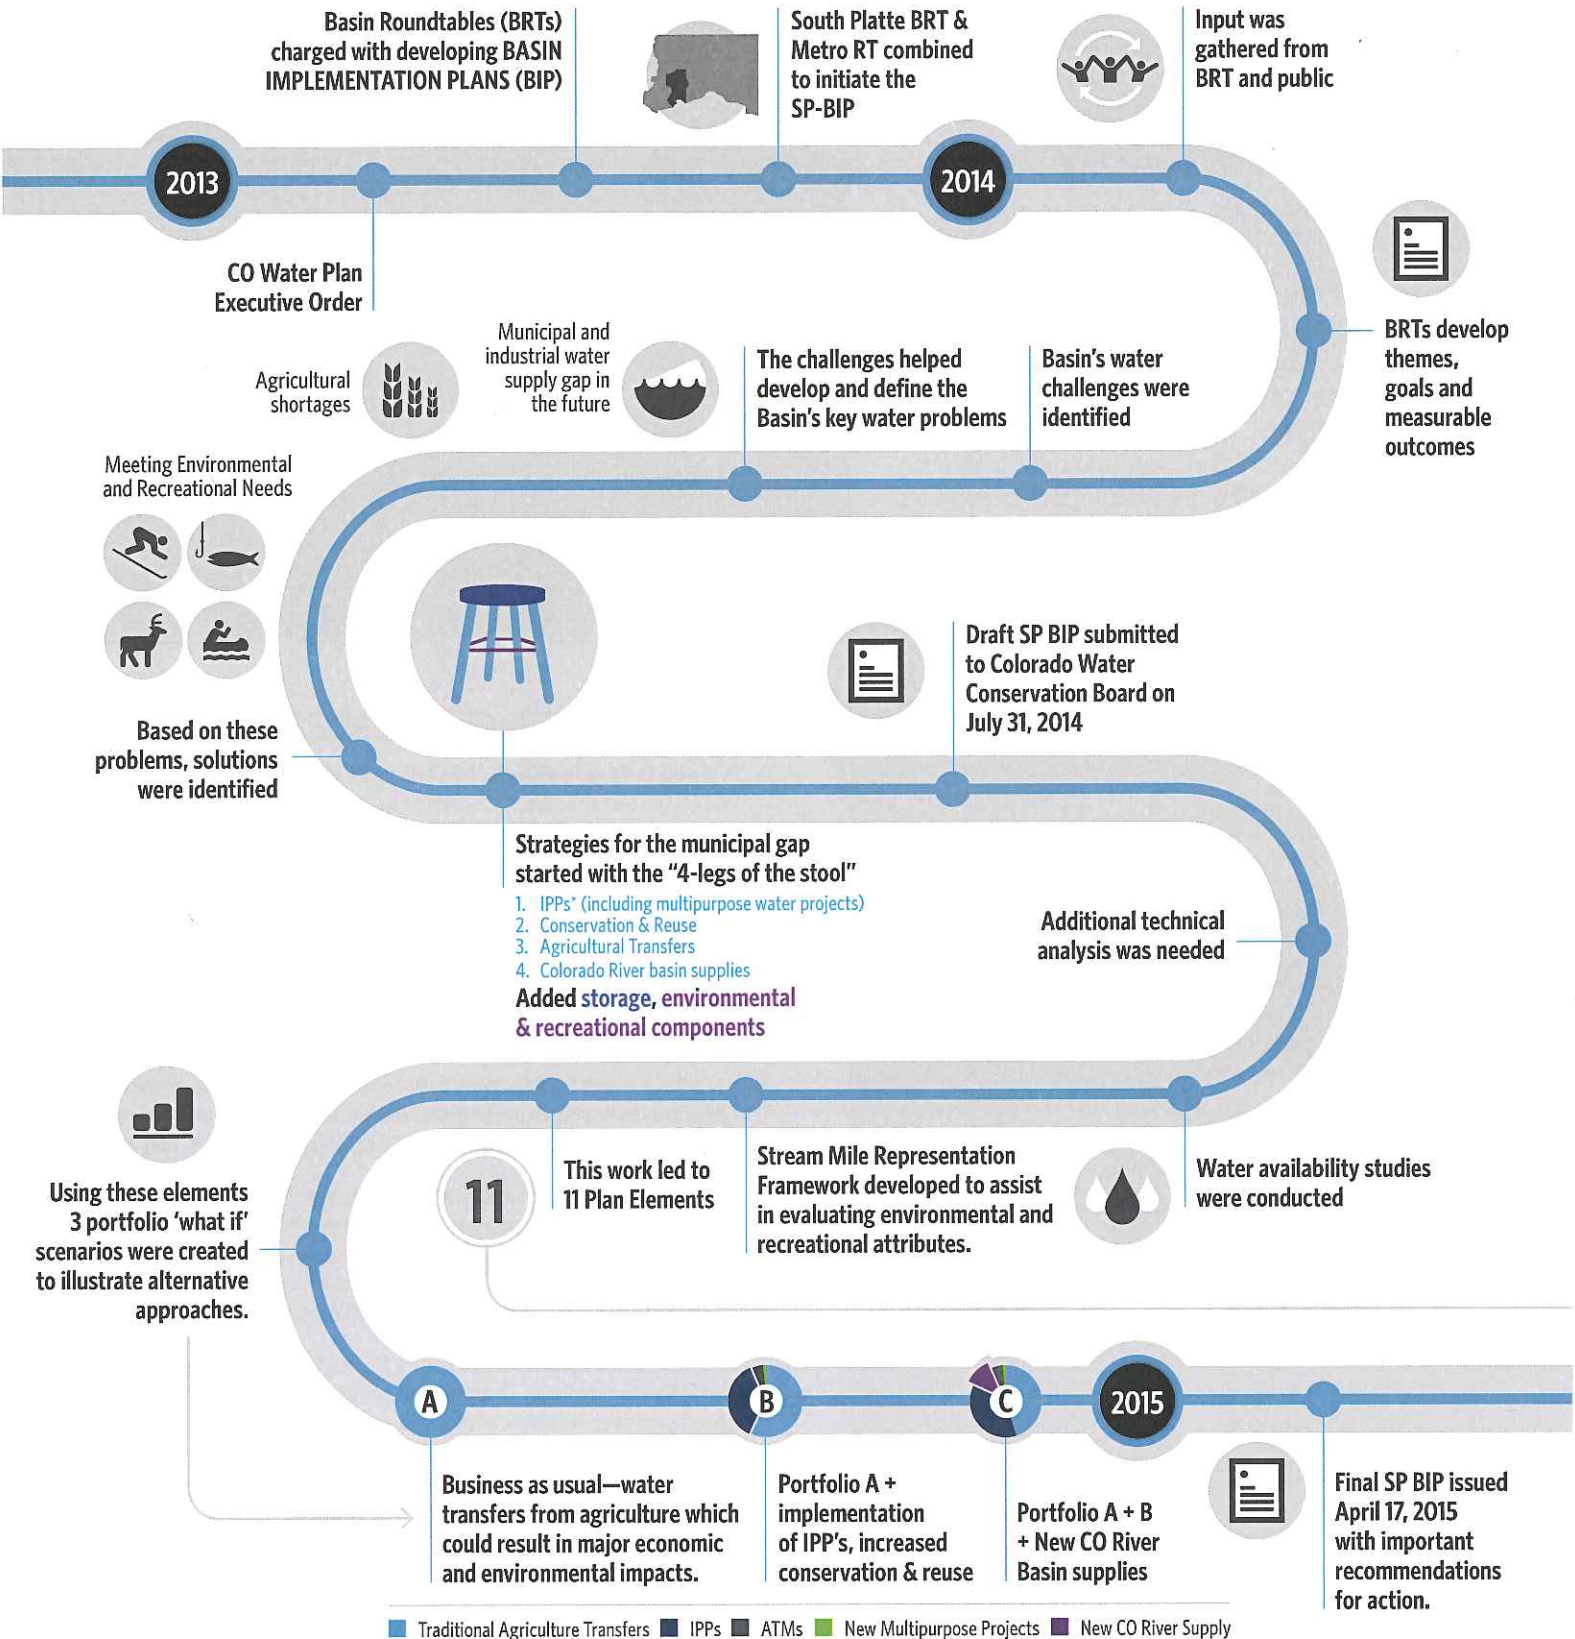 Basin Roundtables (BRTs)
charged with developing BASIN
IMPLEMENTATION PLANS (BIP)
South Platte BRT &
Metro RT combined
to initiate the
SP-BIP
Input was
gathered from
BRT and public
2013
2014
CO Water Plan
Executive Order
BRTs develop
themes,
goals and
measurable
outcomes
Basin's water
challenges were
identified
The challenges helped
develop and define the
Basin's key water problems
Municipal and
industrial water
supply gap in
the future
Agricultural
shortages
Meeting Environmental
and Recreational Needs
Based on these
problems, solutions
were identified
Strategies for the municipal gap
started with the “4-legs of the stool”
1. IPPs* (including multipurpose water projects)
2. Conservation & Reuse
3. Agricultural Transfers
4. Colorado River basin supplies
Added storage, environmental
& recreational components
Draft SP BIP submitted
to Colorado Water
Conservation Board on
July 31, 2014
Additional technical
analysis was needed
Water availability studies
were conducted
Stream Mile Representation
Framework developed to assist
in evaluating environmental and
recreational attributes.
This work led to
11 Plan Elements
11
Using these elements
3 portfolio ‘what if’
scenarios were created
to illustrate alternative
approaches.
A
B
C
2015
Business as usual—water
transfers from agriculture which
could result in major economic
and environmental impacts.
Portfolio A +
implementation
of IPP's, increased
conservation & reuse
Portfolio A + B
+ New CO River
Basin supplies
Final SP BIP issued
April 17, 2015
with important
recommendations
for action.
Traditional Agriculture Transfers IPPs ATMs New Multipurpose Projects New CO River Supply